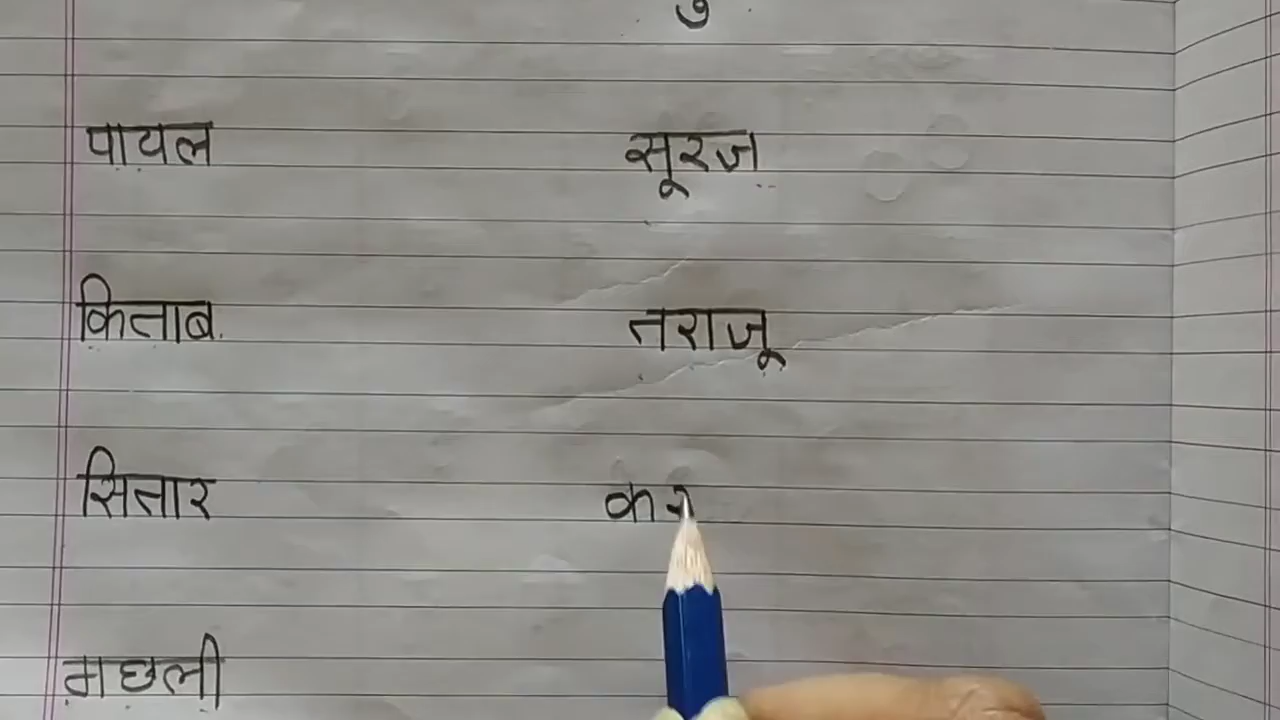 पायल सूरज
किताब तराजू
सितार
मछली